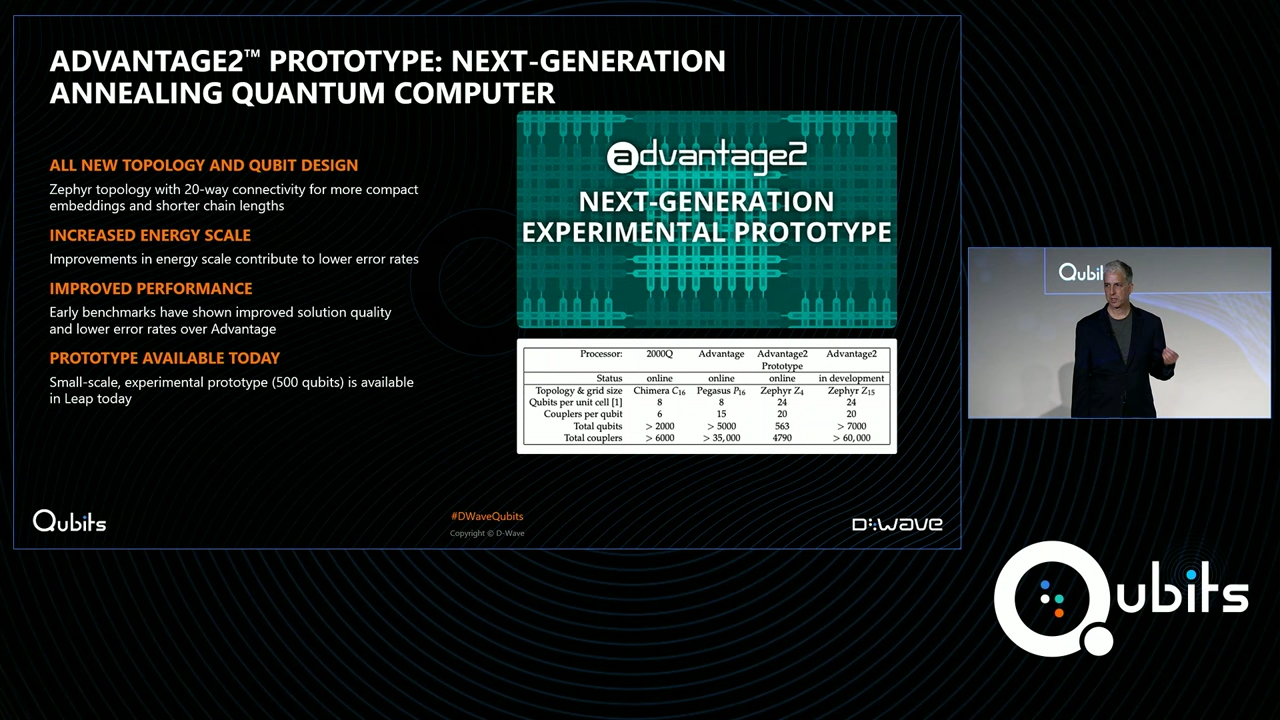 ADVANTAGE2™ PROTOTYPE: NEXT-GENERATION
ANNEALING QUANTUM COMPUTER
ALL NEW TOPOLOGY AND QUBIT DESIGN
Zephyr topology with 20-way connectivity for more compact
embeddings and shorter chain lengths
INCREASED ENERGY SCALE
Improvements in energy scale contribute to lower error rates
IMPROVED PERFORMANCE
Early benchmarks have shown improved solution quality
and lower error rates over Advantage
PROTOTYPE AVAILABLE TODAY
Small-scale, experimental prototype (500 qubits) is available
in Leap today
advantage2
NEXT-GENERATION
EXPERIMENTAL PROTOTYPE
Processor: 2000Q Advantage Advantage2 Advantage2
Prototype
Status online online online in development
Topology & grid size Chimera C16 Pegasus P16 Zephyr Z4 Zephyr Z15
Qubits per unit cell [1] 8 8 24 24
Couplers per qubit 6 15 20 20
Total qubits > 2000 > 5000 563 > 7000
Total couplers > 6000 > 35,000 4790 > 60,000
Qubits
#DWaveQubits
Copyright © D-Wave
D:WAVE
Qubi
Qubits